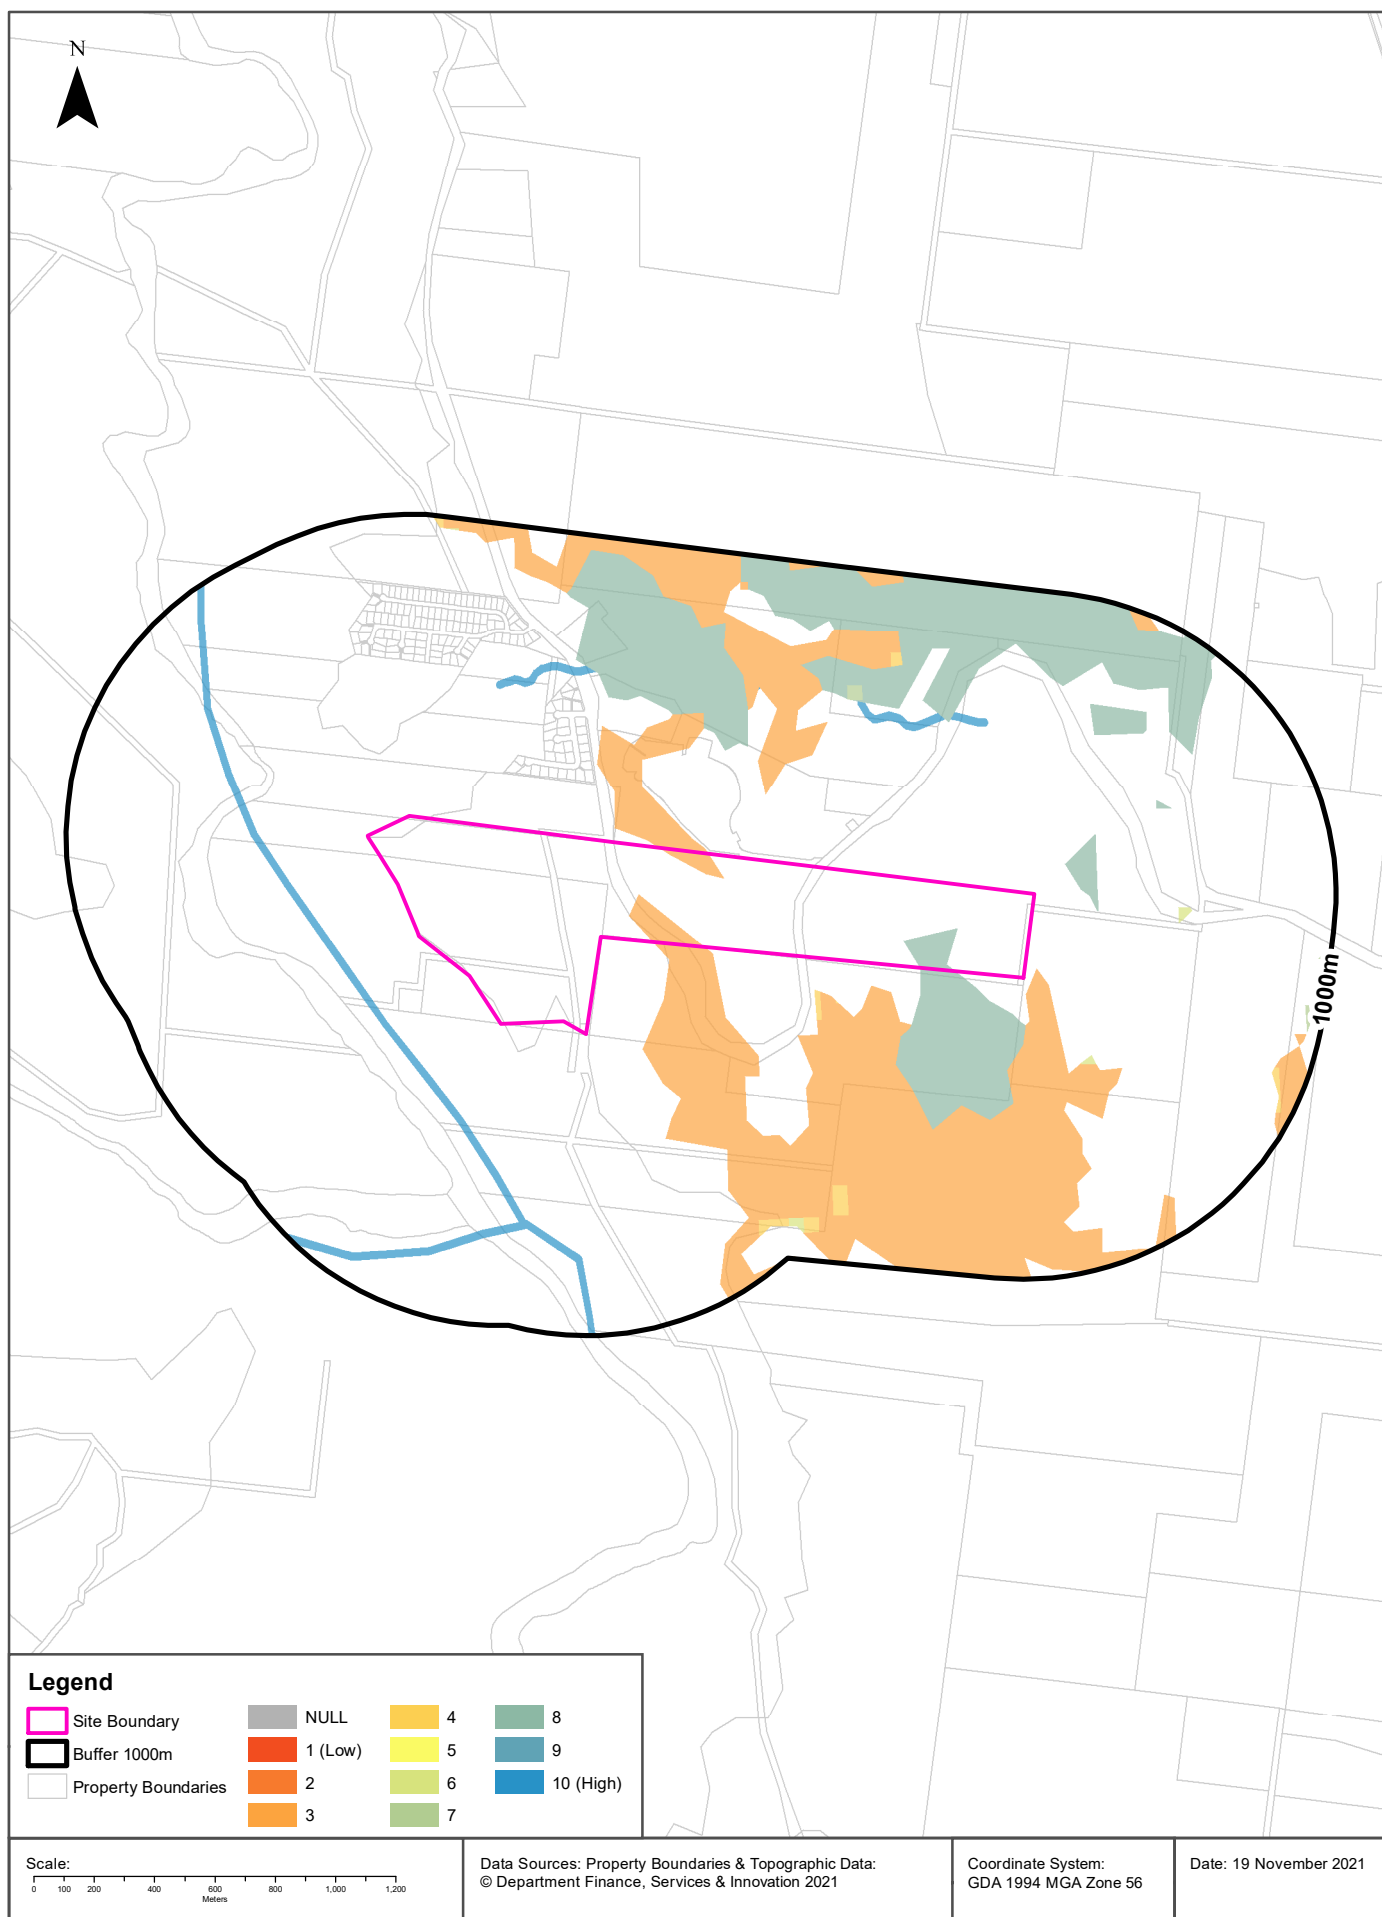 N
1000m
Legend
Site Boundary
Buffer 1000m
Property Boundaries
NULL
1 (Low)
2
3
4
5
6
7
8
9
10 (High)
Scale:
0 100 200 400 600 800 1,000 1,200
Meters
Data Sources: Property Boundaries & Topographic Data:
© Department Finance, Services & Innovation 2021
Coordinate System:
GDA 1994 MGA Zone 56
Date: 19 November 2021